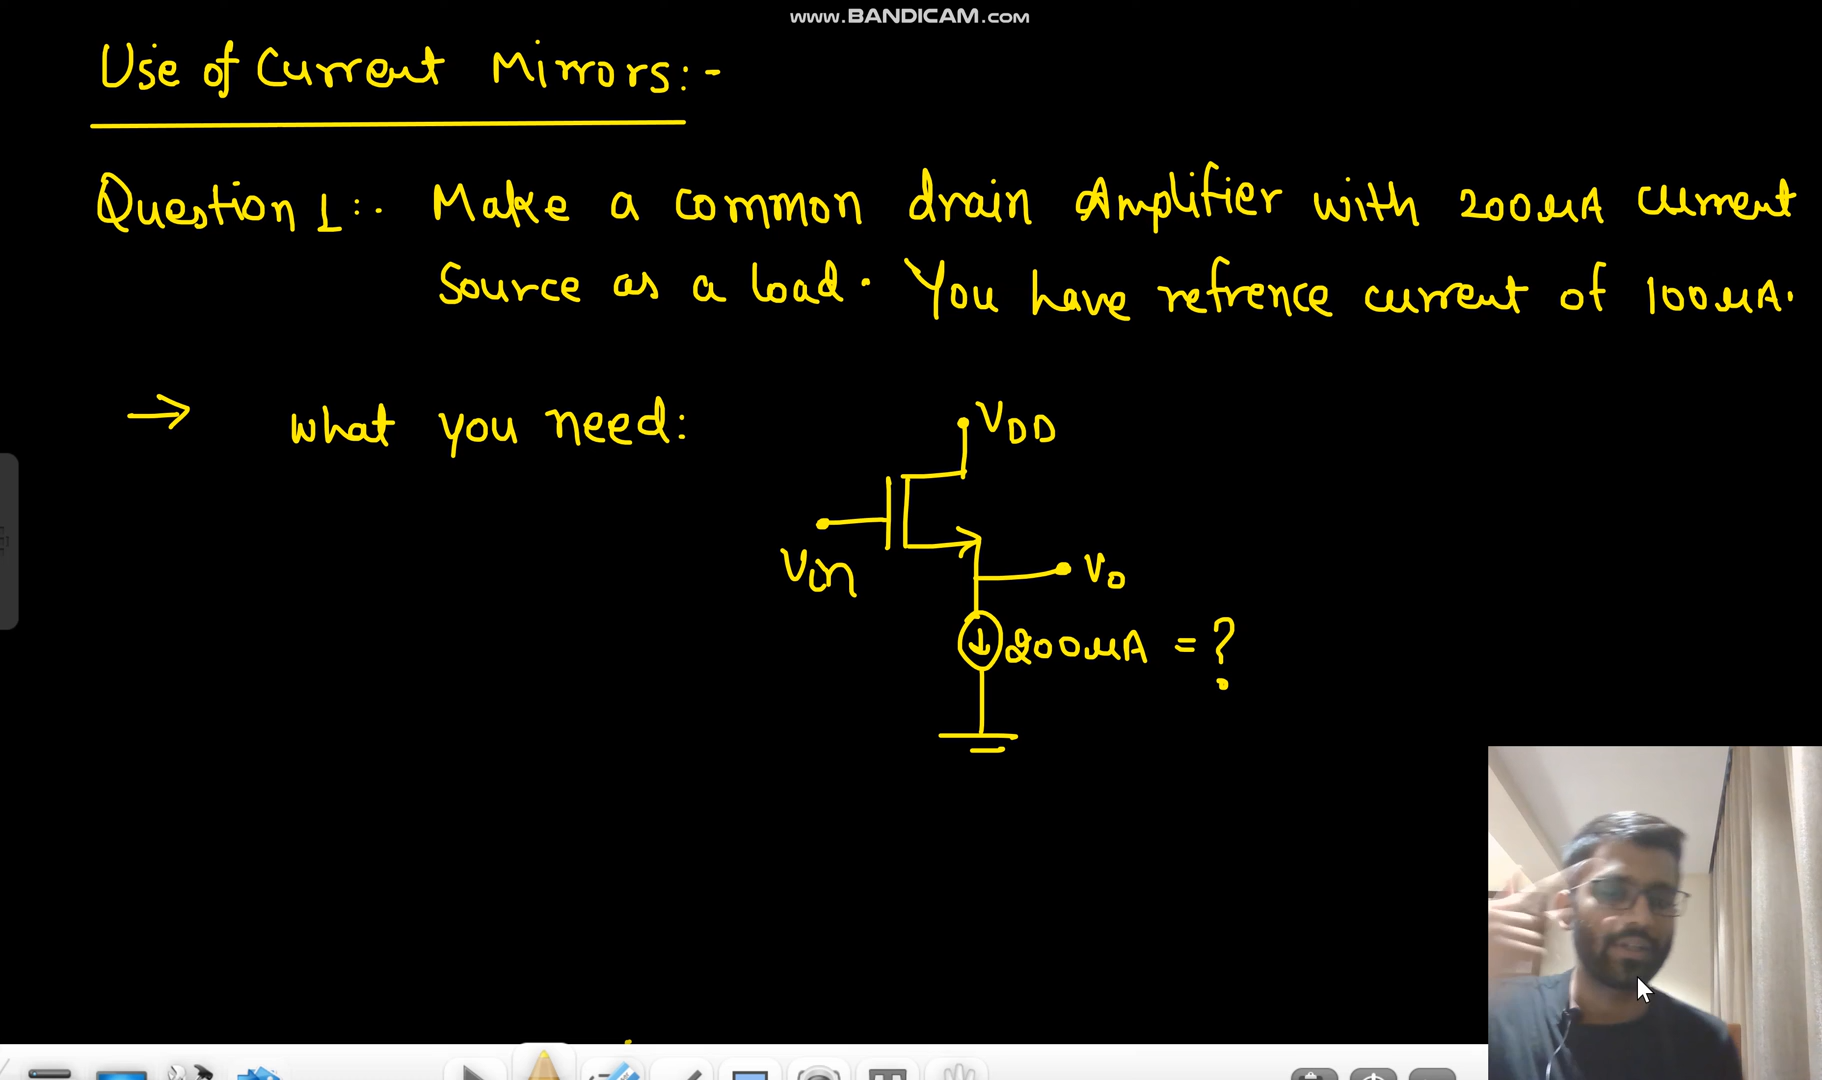 www.BANDICAM.com
Use of Current Mirrors:-
Question 1:- Make a common drain Amplifier with 200μA current
Source as a load. You have refrence current of 100μA.
→ what you need:
VDD
Vin
Vo
200μA = ?